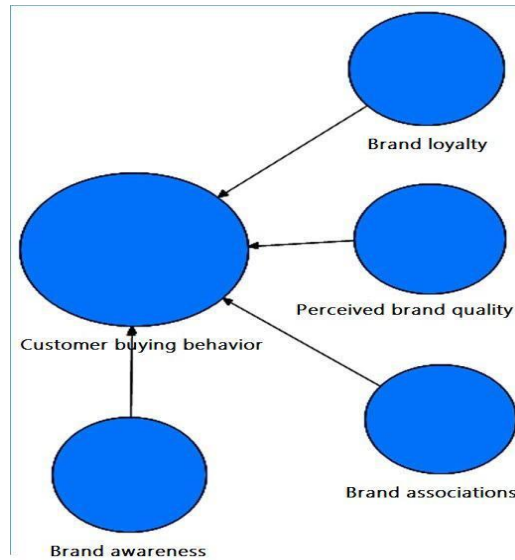 Brand loyalty
Perceived brand quality
Customer buying behavior
Brand associations
Brand awareness